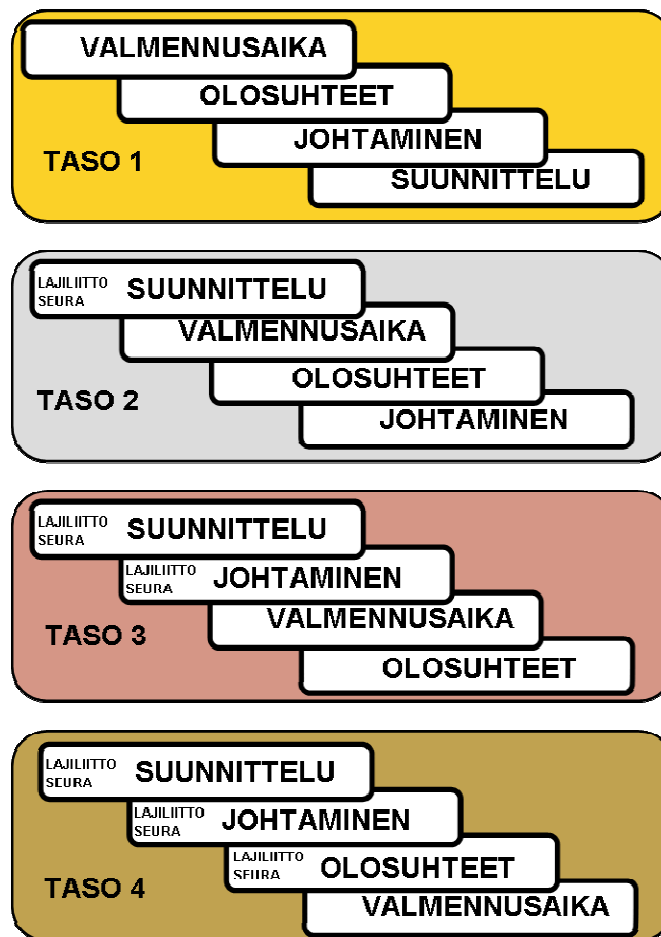 VALMENNUSAIKA
OLOSUHTEET
JOHTAMINEN
TASO 1
SUUNNITTELU
LAJILIITTO
SEURA
SUUNNITTELU
VALMENNUSAIKA
OLOSUHTEET
TASO 2
JOHTAMINEN
LAJILIITTO
SEURA
SUUNNITTELU
LAJILIITTO
SEURA
JOHTAMINEN
VALMENNUSAIKA
TASO 3
OLOSUHTEET
LAJILIITTO
SEURA
SUUNNITTELU
LAJILIITTO
SEURA
JOHTAMINEN
LAJILIITTO
SEURA
OLOSUHTEET
TASO 4
VALMENNUSAIKA